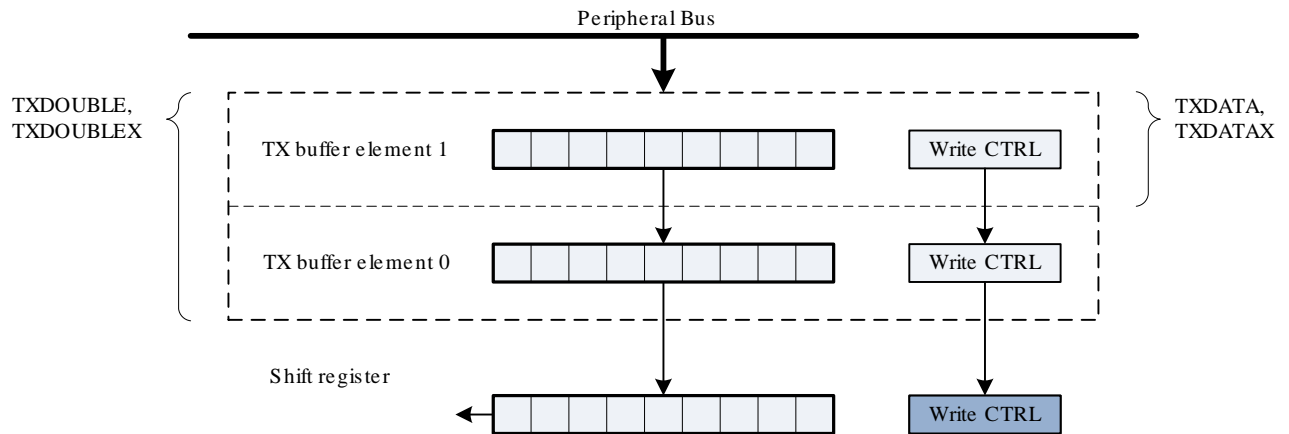 Peripheral Bus
TXDOUBLE,
TXDOUBLEX
TXDATA,
TXDATAX
TX buffer element 1
Write CTRL
TX buffer element 0
Write CTRL
Shift register
Write CTRL